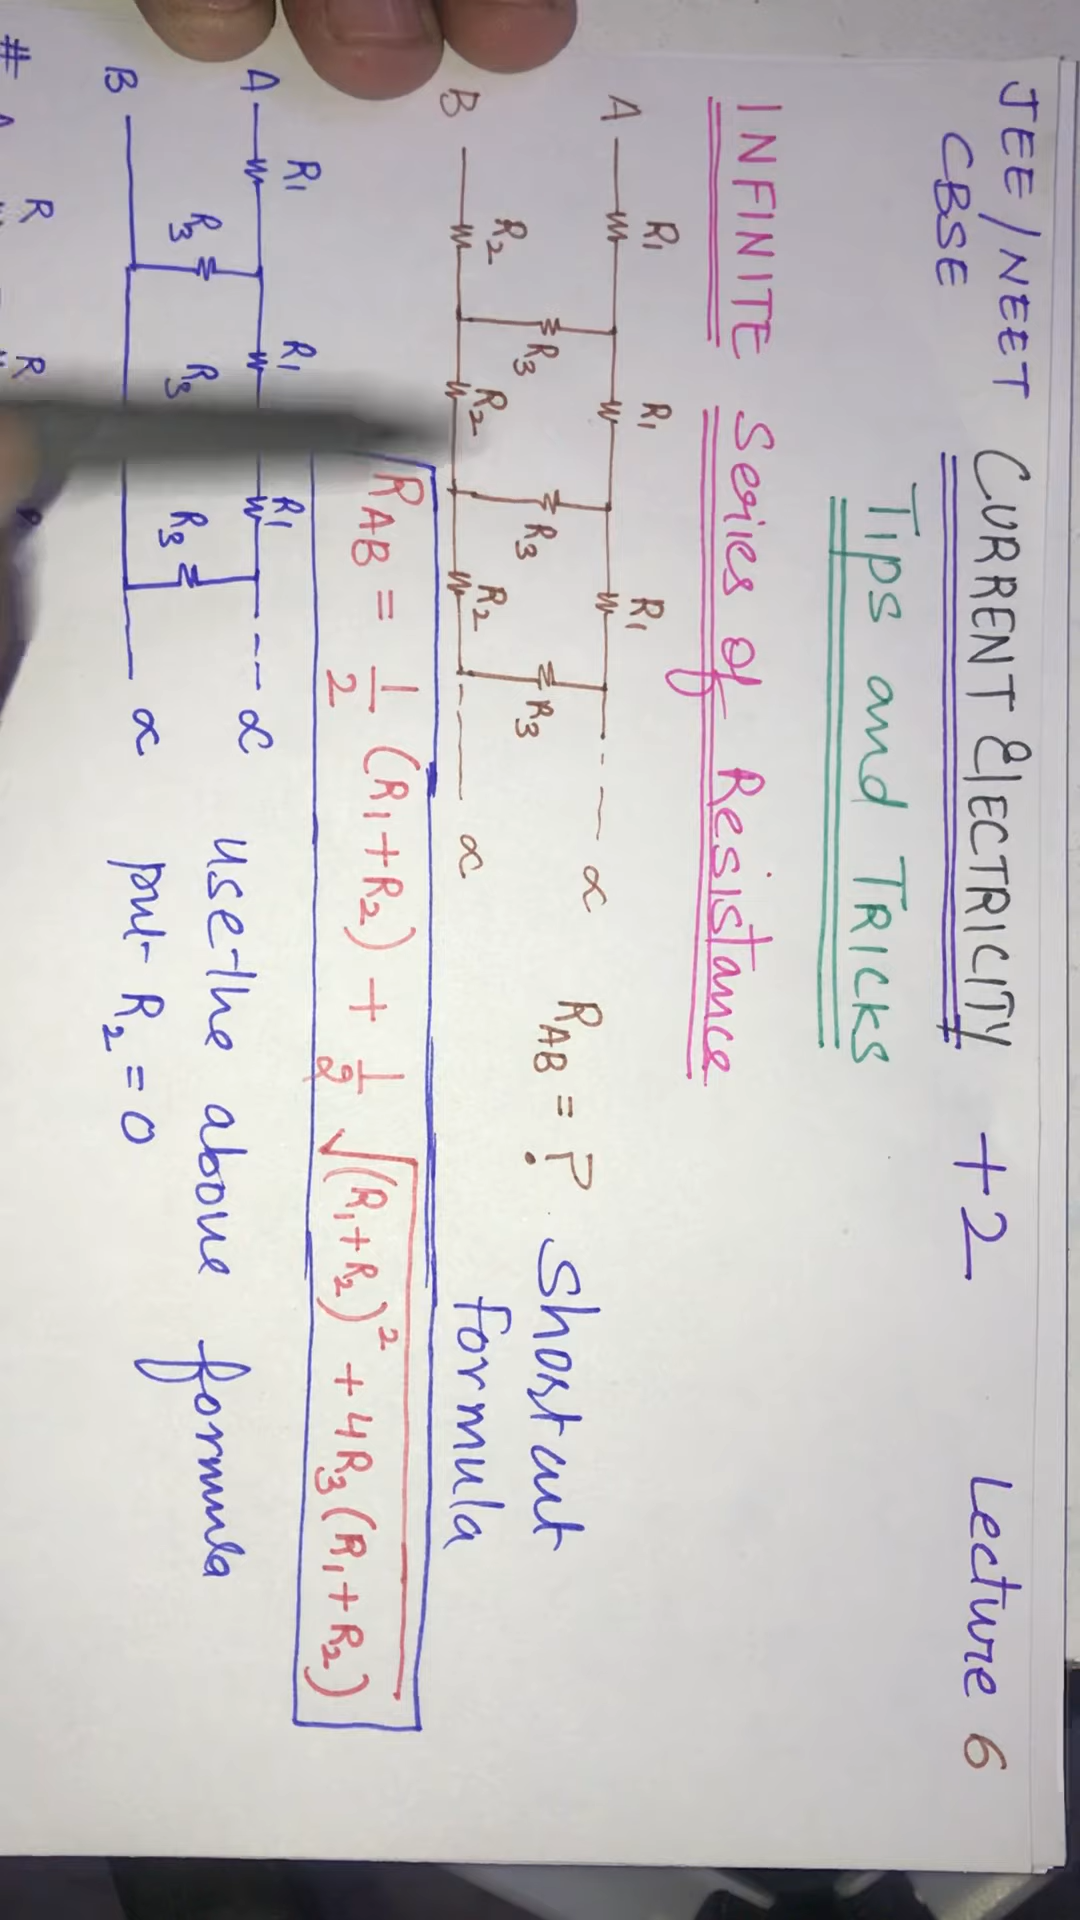 JEE/NEET CURRENT ELECTRICITY +2 Lecture 6
CBSE
Tips and TRICKS
INFINITE Series of Resistance
A R₁ R₁ R₁ ∝
R₃ R₃ R₃
B R₂ R₂ R₂ ∝
R_AB = ? Shortcut
formula
R_AB = 1/2 (R₁+R₂) + 1/2 √((R₁+R₂)² + 4R₃(R₁+R₂))
A R₁ R₁ R₁ ∝
R₃ R₃ R₃
B ∝
use the above formula
put R₂ = 0
#
R R